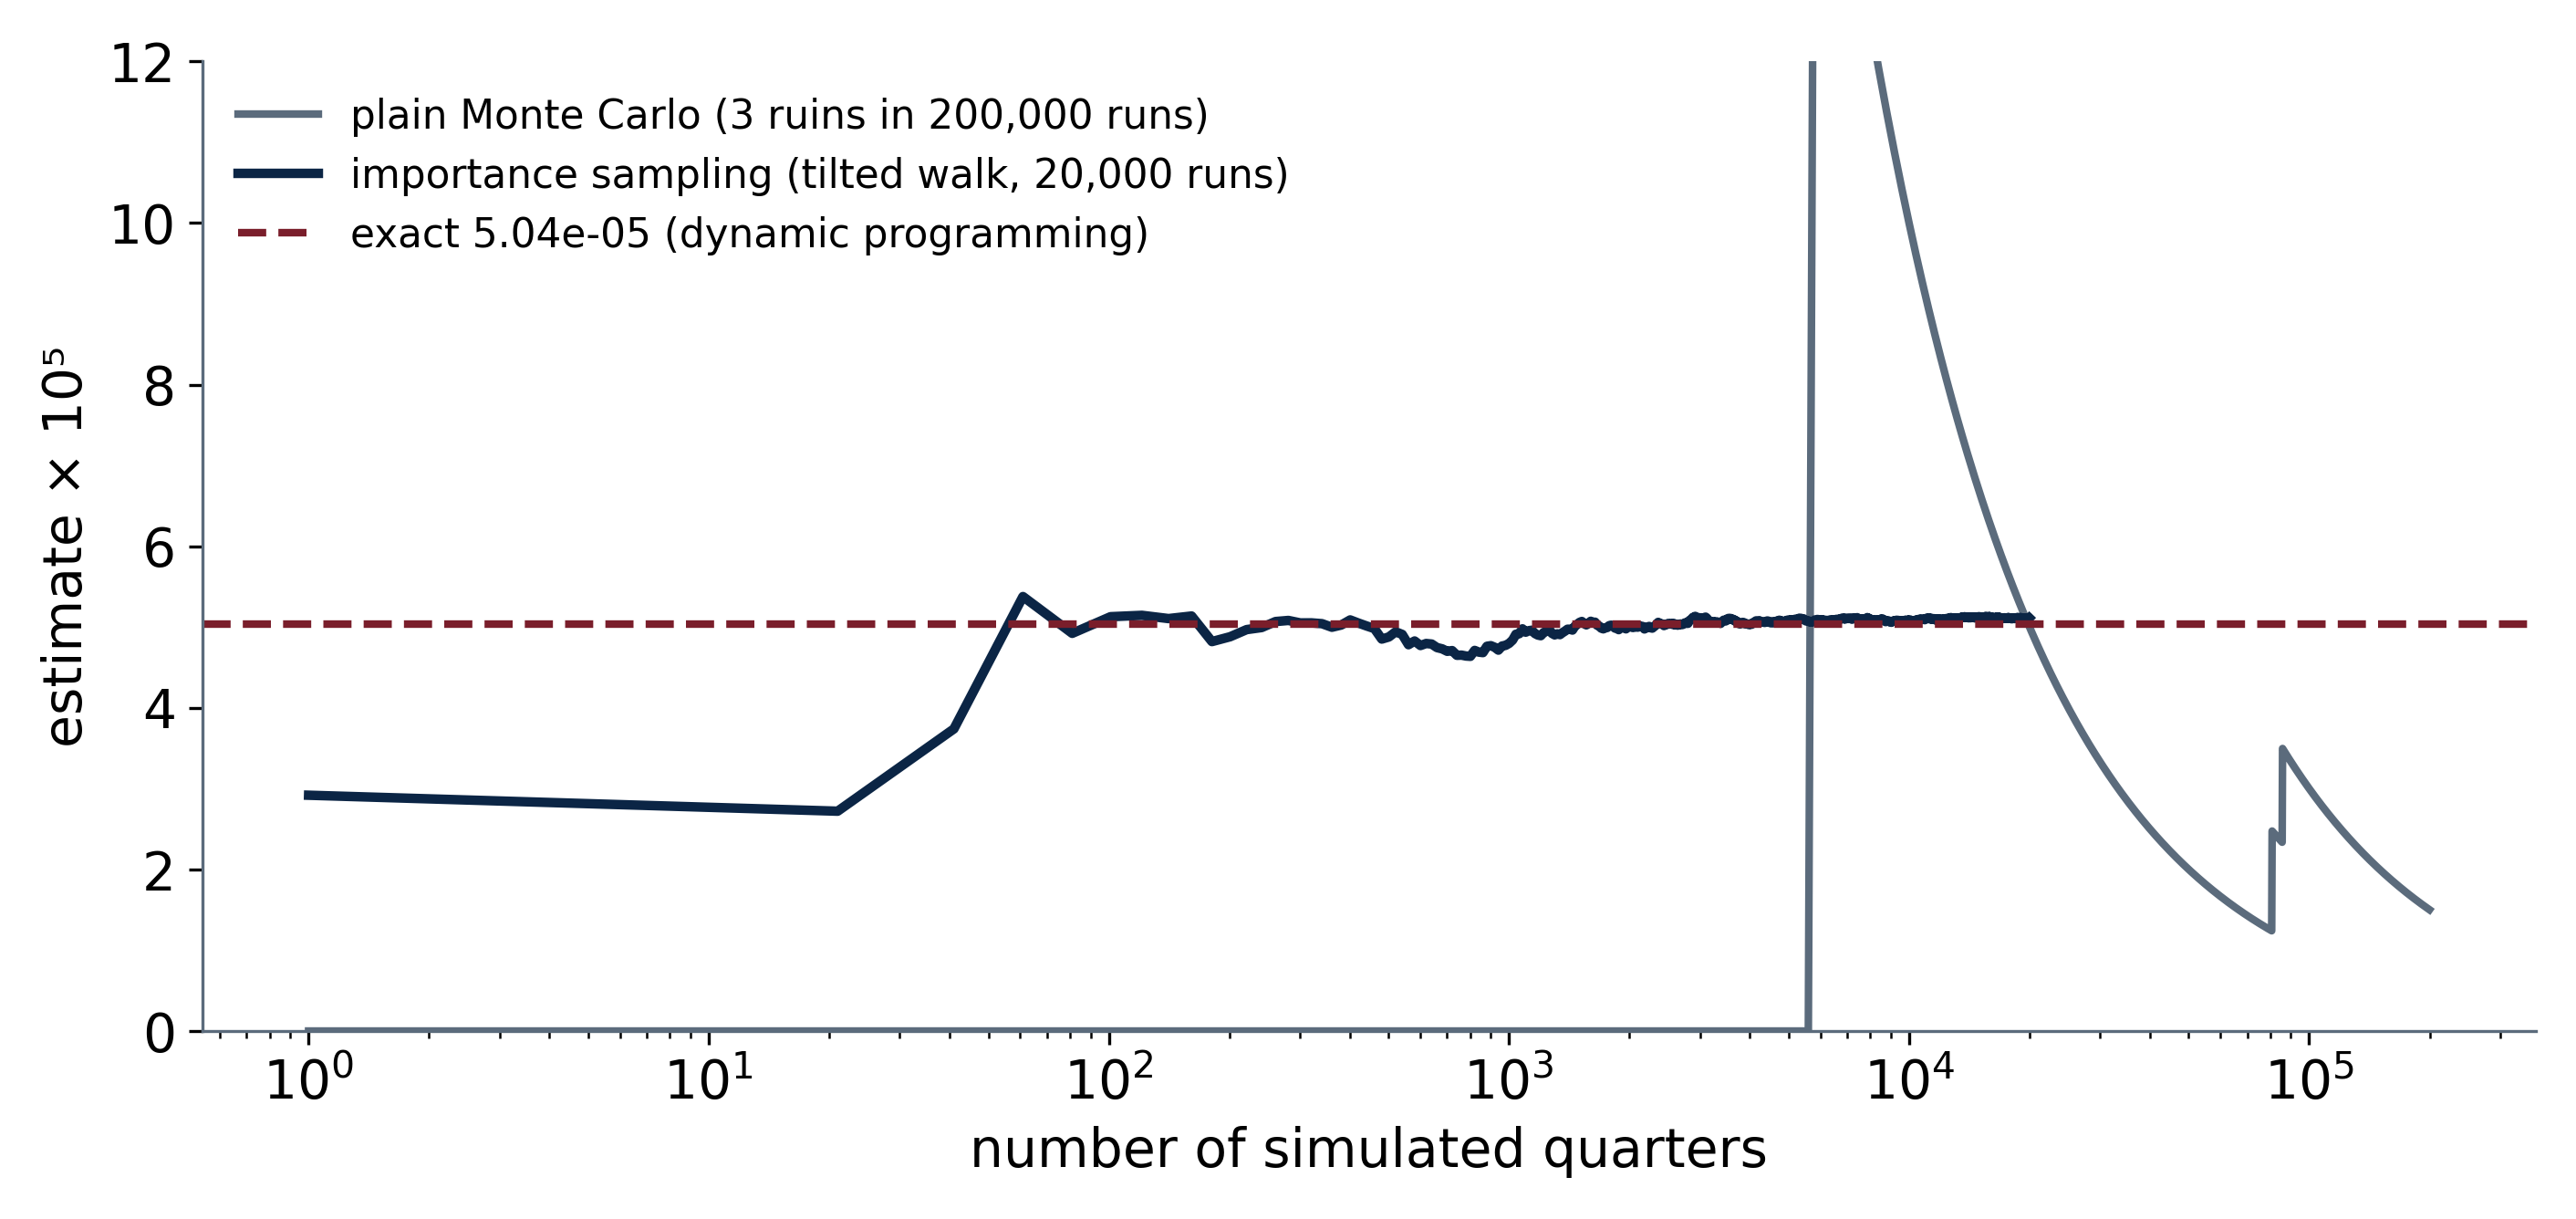 12
10
8
6
4
2
0
estimate × 10⁵
plain Monte Carlo (3 ruins in 200,000 runs)
importance sampling (tilted walk, 20,000 runs)
exact 5.04e-05 (dynamic programming)
10⁰ 10¹ 10² 10³ 10⁴ 10⁵
number of simulated quarters